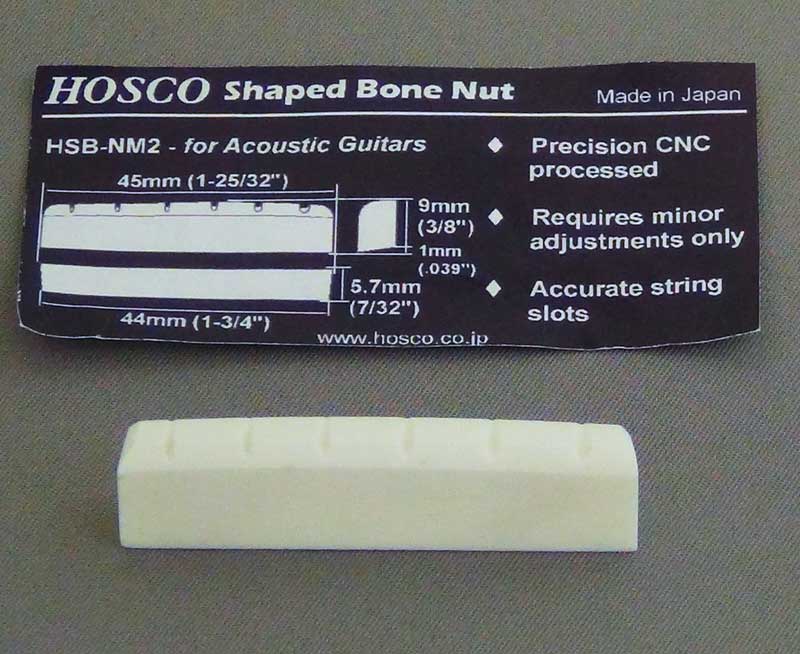 HOSCO Shaped Bone Nut Made in Japan
HSB-NM2 - for Acoustic Guitars
45mm (1-25/32")
9mm
(3/8")
1mm
(.039")
5.7mm
(7/32")
44mm (1-3/4")
◆ Precision CNC
processed
◆ Requires minor
adjustments only
◆ Accurate string
slots
www.hosco.co.jp